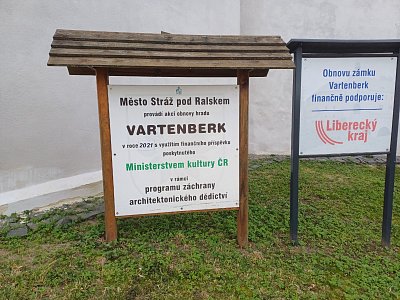 Město Stráž pod Ralskem
provádí akci obnovy hradu
VARTENBERK
v roce 2021 s využitím finančního příspěvku
poskytnutého
Ministerstvem kultury ČR
v rámci
programu záchrany
architektonického dědictví
Obnovu zámku
Vartenberk
finančně podporuje:
Liberecký
kraj